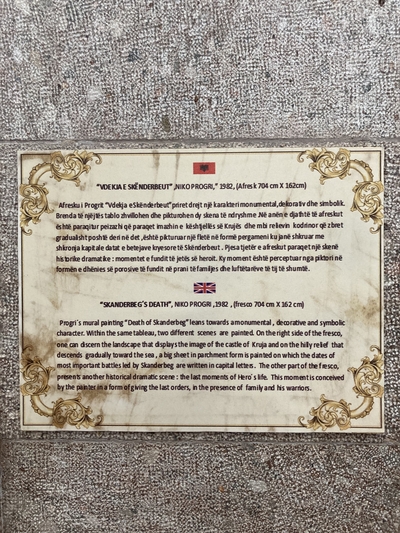 “VDEKJA E SKËNDERBEUT” ,NIKO PROGRI, “ 1982, (Afresk 704 cm X 162cm)
Afresku i Progrit “Vdekja e Skënderbeut” priret drejt një karakteri monumental,dekorativ dhe simbolik.
Brenda të njëjtës tablo zhvillohen dhe pikturohen dy skena të ndryshme .Në anën e djathtë të afreskut
është paraqitur peizazhi që paraqet imazhin e kështjellës së Krujës dhe mbi relievin kodrinor që zbret
gradualisht poshtë deri në det ,është pikturuar një fletë në formë pergameni ku janë shkruar me
shkronja kapitale datat e betejave kryesore të Skënderbeut . Pjesa tjetër e afreskut paraqet një skenë
historike dramatike : momentet e fundit të jetës së heroit. Ky moment është perceptuar nga piktori në
formën e dhënies së porosive të fundit në prani të familjes dhe luftëtarëve të tij të shumtë.
“SKANDERBEG´S DEATH”, NIKO PROGRI ,1982 , (fresco 704 cm X 162 cm)
Progri´s mural painting “Death of Skanderbeg” leans towards a monumental , decorative and symbolic
character. Within the same tableau, two different scenes are painted. On the right side of the fresco,
one can discern the landscape that displays the image of the castle of Kruja and on the hilly relief that
descends gradually toward the sea , a big sheet in parchment form is painted on which the dates of
most important battles led by Skanderbeg are written in capital letters. The other part of the fresco,
presents another historical dramatic scene : the last moments of Hero´s life. This moment is conceived
by the painter in a form of giving the last orders, in the presence of family and his warriors.